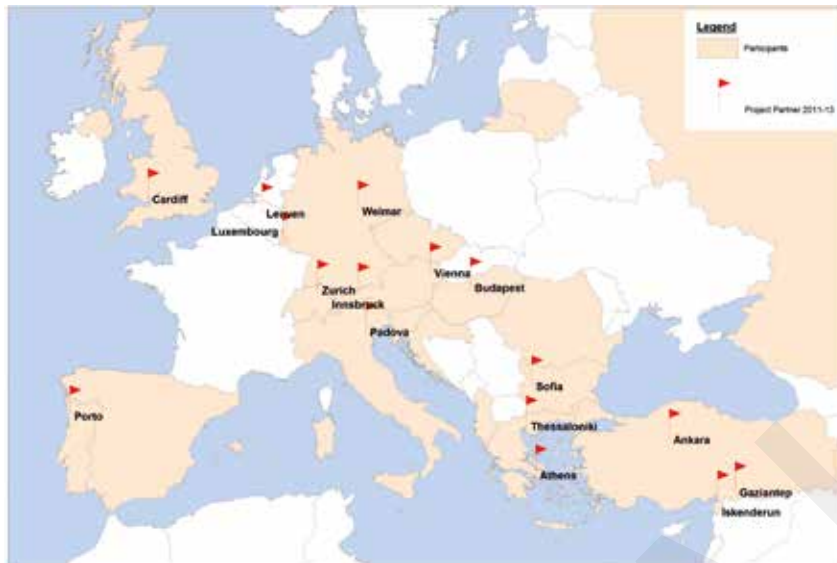 Legend
Participants
Project Partner 2011-13
Cardiff
Leuven
Weimar
Luxembourg
Vienna
Zurich
Budapest
Innsbruck
Padova
Sofia
Porto
Thessaloniki
Ankara
Athens
Gaziantep
Iskenderun